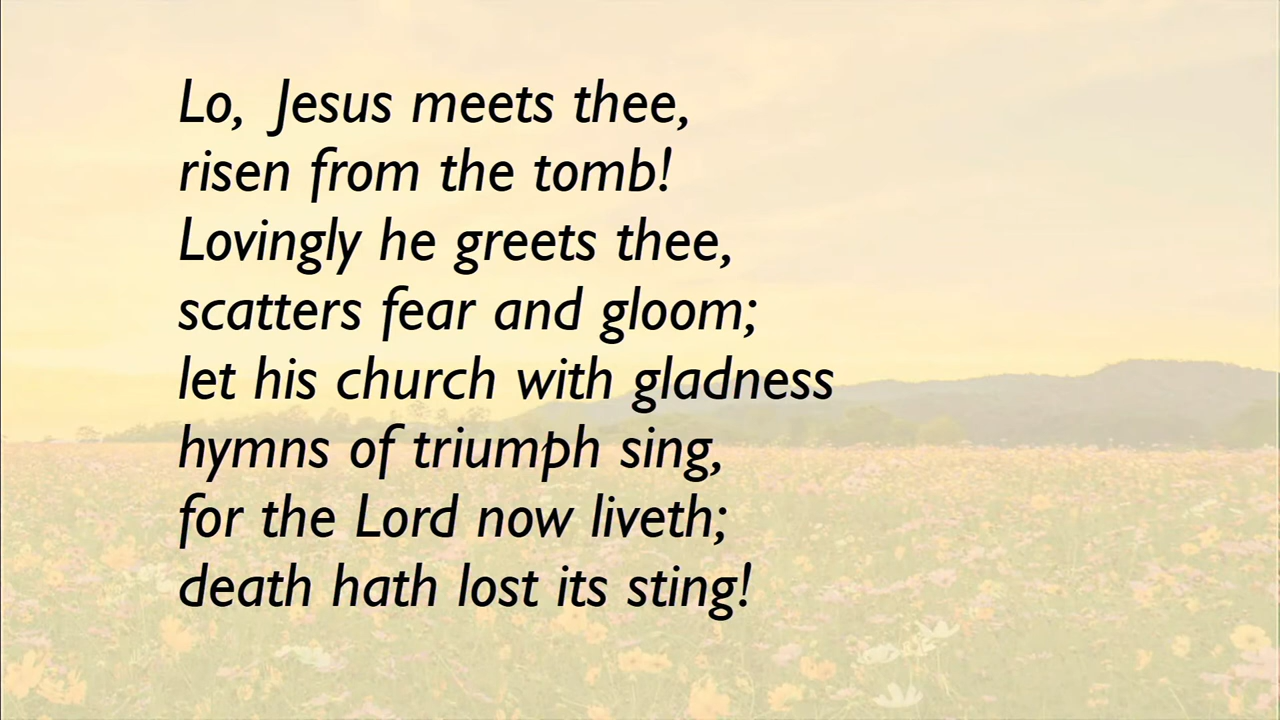 Lo, Jesus meets thee,
risen from the tomb!
Lovingly he greets thee,
scatters fear and gloom;
let his church with gladness
hymns of triumph sing,
for the Lord now liveth;
death hath lost its sting!